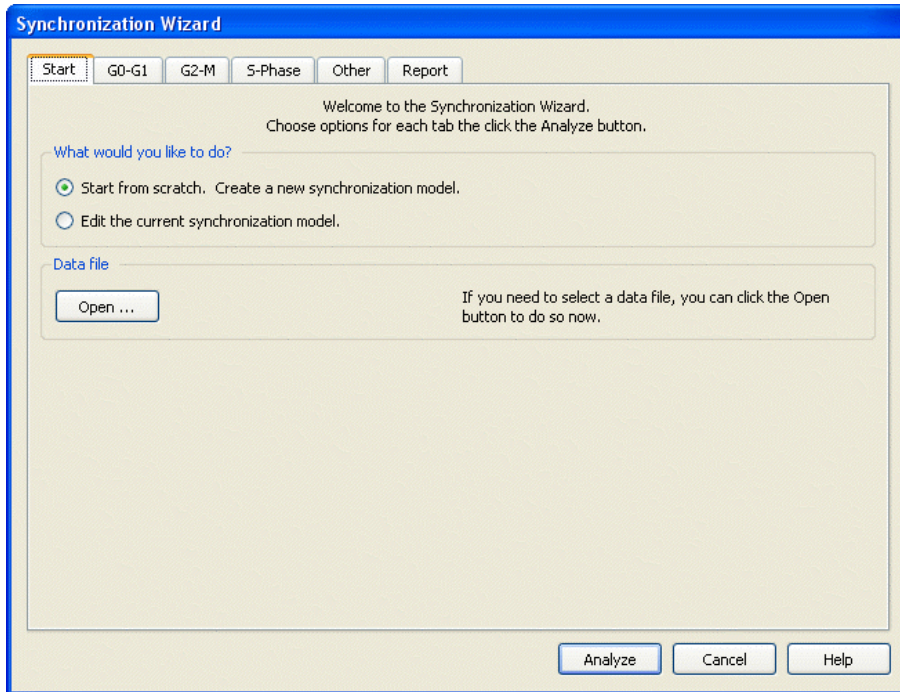 Synchronization Wizard
Start G0-G1 G2-M S-Phase Other Report
Welcome to the Synchronization Wizard.
Choose options for each tab the click the Analyze button.
What would you like to do?
Start from scratch. Create a new synchronization model.
Edit the current synchronization model.
Data file
Open ...
If you need to select a data file, you can click the Open
button to do so now.
Analyze Cancel Help